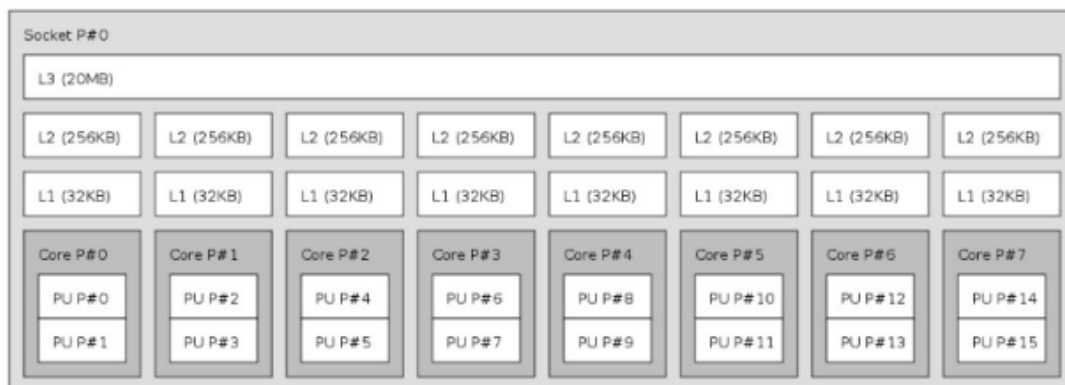 Socket P#0
L3 (20MB)
L2 (256KB) L2 (256KB) L2 (256KB) L2 (256KB) L2 (256KB) L2 (256KB) L2 (256KB) L2 (256KB)
L1 (32KB) L1 (32KB) L1 (32KB) L1 (32KB) L1 (32KB) L1 (32KB) L1 (32KB) L1 (32KB)
Core P#0 Core P#1 Core P#2 Core P#3 Core P#4 Core P#5 Core P#6 Core P#7
PU P#0 PU P#2 PU P#4 PU P#6 PU P#8 PU P#10 PU P#12 PU P#14
PU P#1 PU P#3 PU P#5 PU P#7 PU P#9 PU P#11 PU P#13 PU P#15